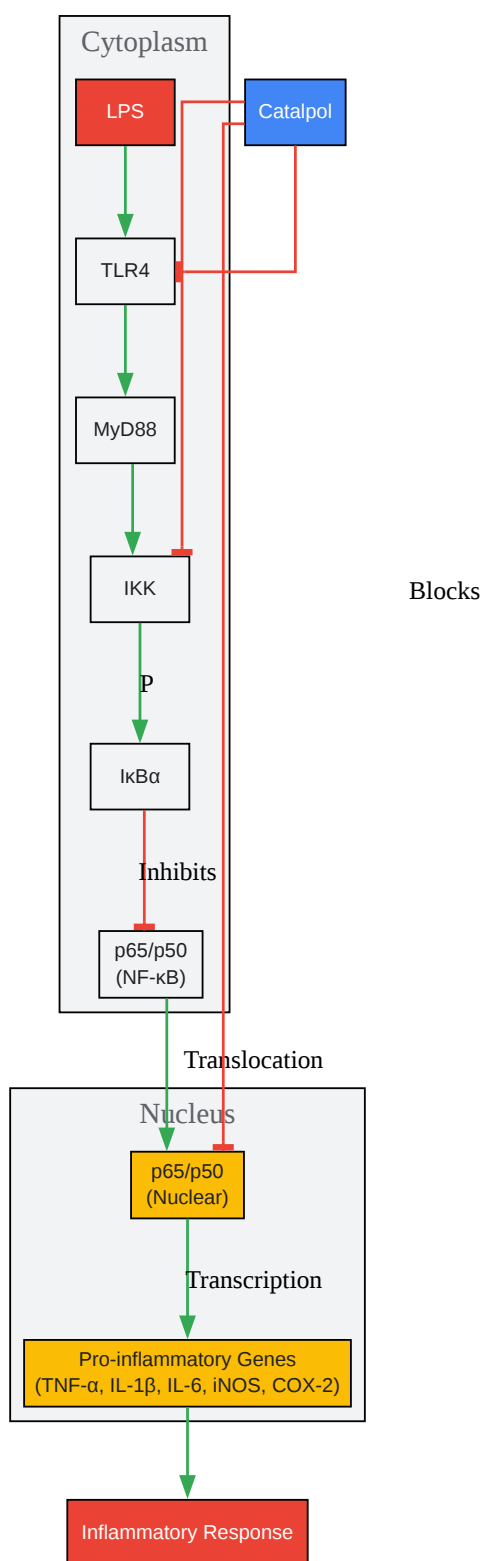 Cytoplasm
LPS
Catalpol
TLR4
MyD88
IKK
Blocks
P
IκBα
Inhibits
p65/p50
(NF-κB)
Translocation
Nucleus
p65/p50
(Nuclear)
Transcription
Pro-inflammatory Genes
(TNF-α, IL-1β, IL-6, iNOS, COX-2)
Inflammatory Response